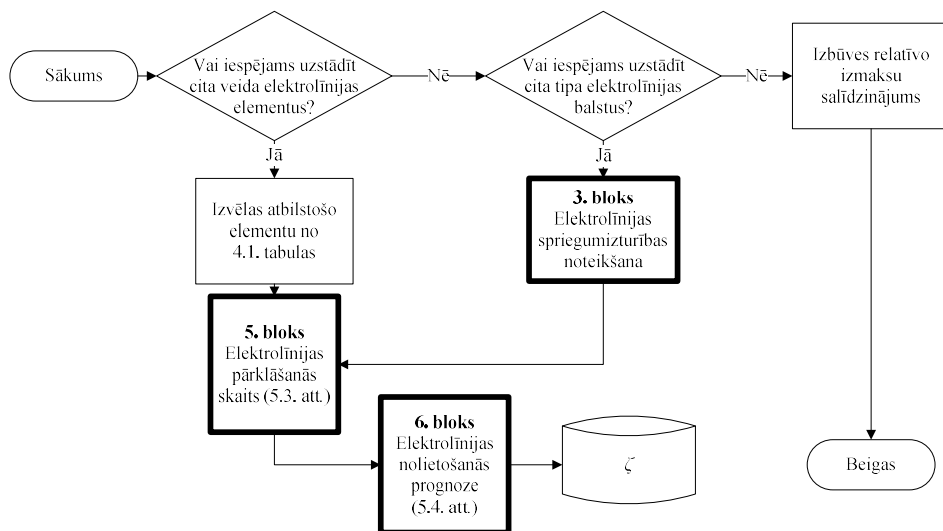 Sākums
Vai iespējams uzstādīt
cita veida elektrolīnijas
elementus?
Nē
Vai iespējams uzstādīt
cita tipa elektrolīnijas
balstus?
Nē
Izbūves relatīvo
izmaksu
salīdzinājums
Jā
Jā
Izvēlas atbilstošo
elementu no
4.1. tabulas
3. bloks
Elektrolīnijas
spriegumizturības
noteikšana
5. bloks
Elektrolīnijas
pārklāšanās
skaits (5.3. att.)
6. bloks
Elektrolīnijas
nolietošanās
prognoze
(5.4. att.)
ζ
Beigas